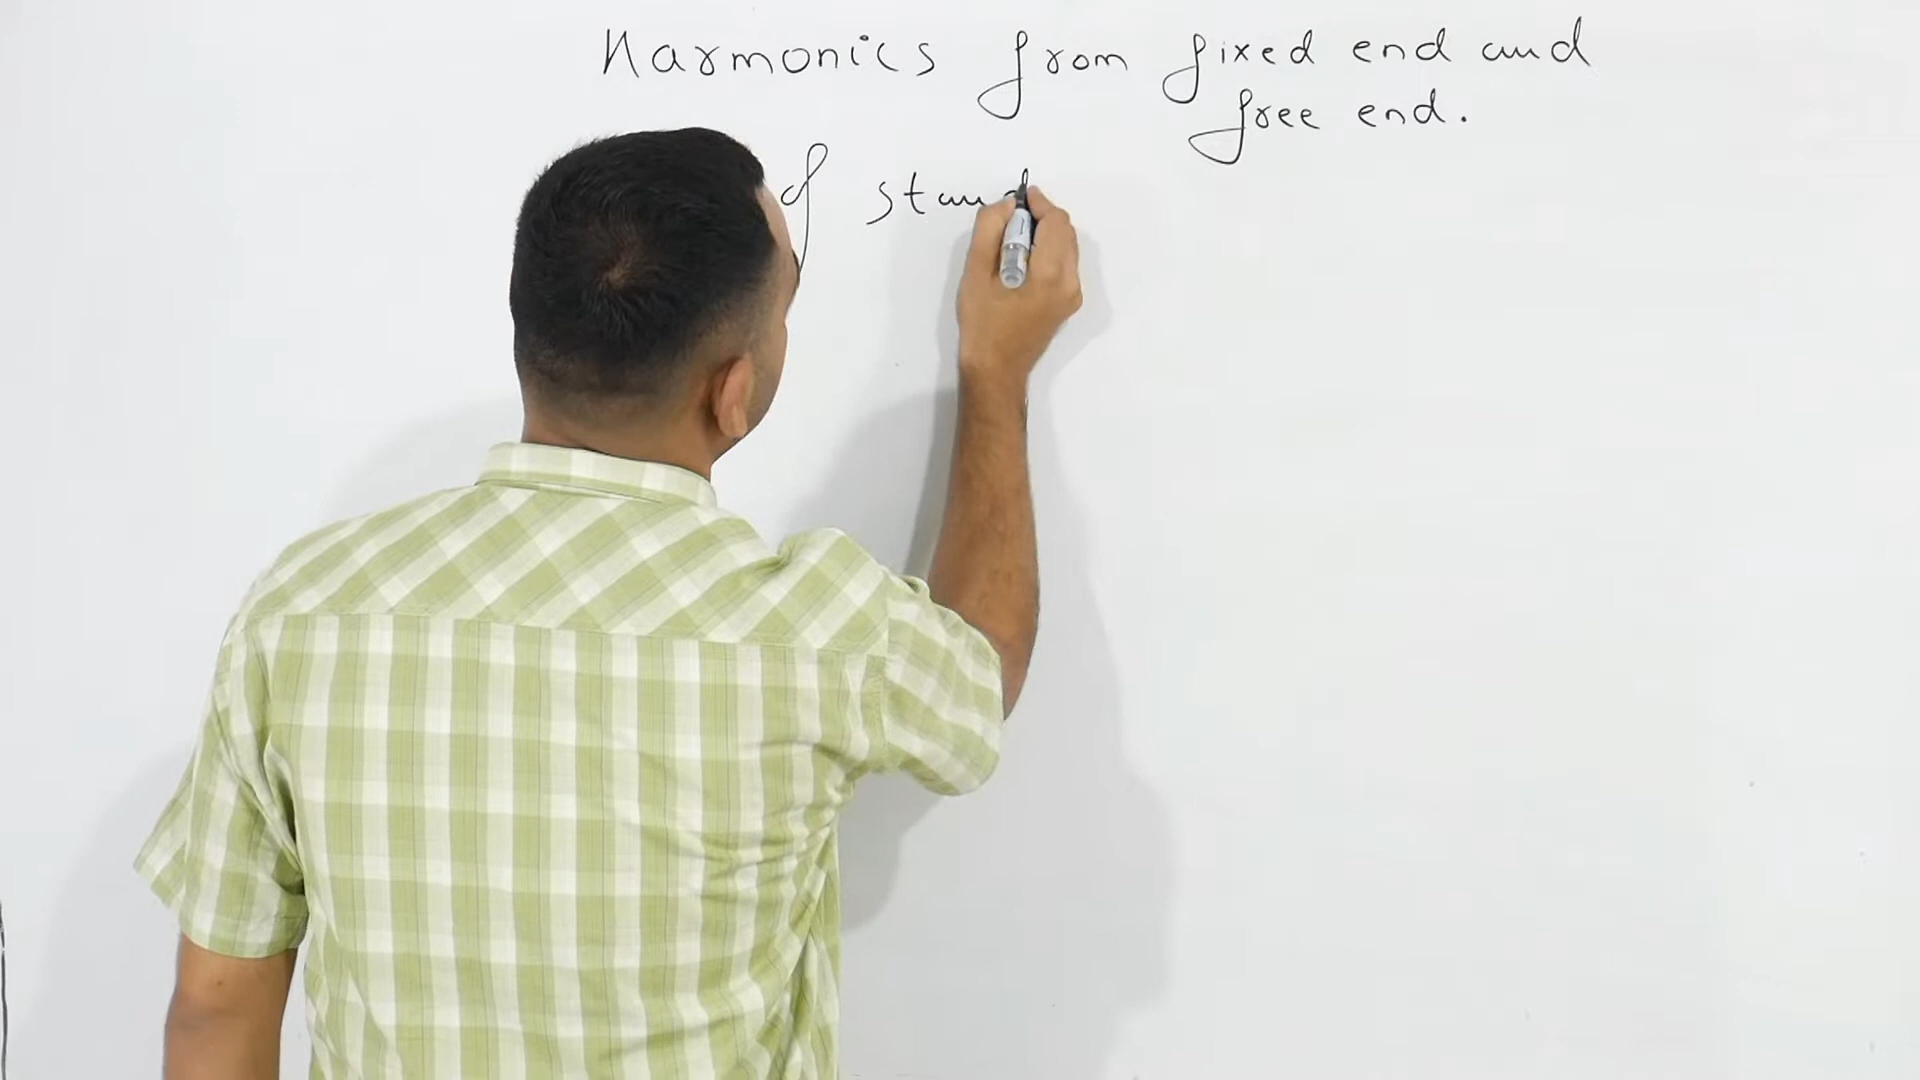 Harmonics from fixed end and
free end.
of stand